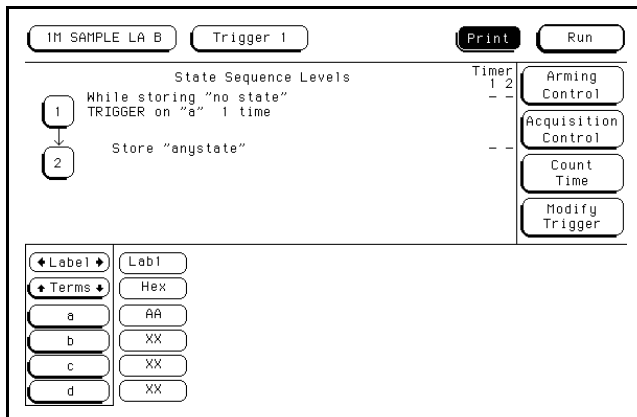 1M SAMPLE LA B Trigger 1 Print Run
State Sequence Levels
Timer
1 2
1
While storing "no state"
TRIGGER on "a" 1 time
- -
2
Store "anystate"
- -
Arming
Control
Acquisition
Control
Count
Time
Modify
Trigger
Label Lab1
Terms Hex
a AA
b XX
c XX
d XX